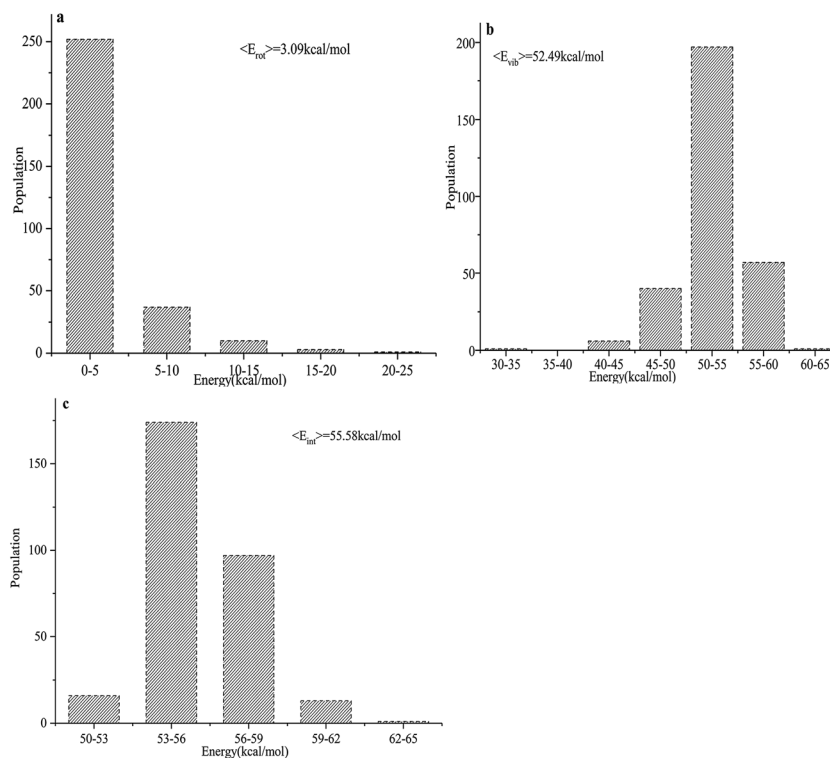 a
<E_rot>=3.09kcal/mol
250
200
150
100
50
0
Population
0-5 5-10 10-15 15-20 20-25
Energy(kcal/mol)
b
<E_vib>=52.49kcal/mol
200
150
100
50
0
Population
30-35 35-40 40-45 45-50 50-55 55-60 60-65
Energy(kcal/mol)
c
<E_int>=55.58kcal/mol
150
100
50
0
Population
50-53 53-56 56-59 59-62 62-65
Energy(kcal/mol)